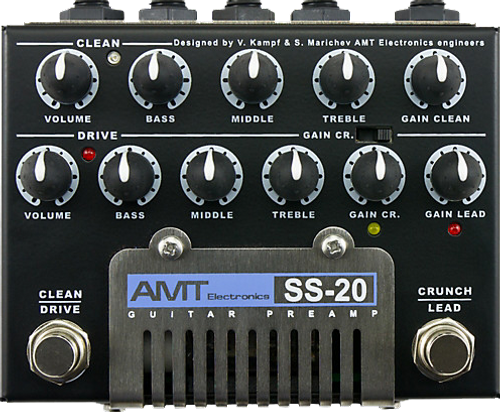 CLEAN
Designed by V. Kampf & S. Marichev AMT Electronics engineers
VOLUME BASS MIDDLE TREBLE GAIN CLEAN
DRIVE GAIN CR.
VOLUME BASS MIDDLE TREBLE GAIN CR. GAIN LEAD
AMT Electronics SS-20
GUITAR PREAMP
CLEAN
DRIVE
CRUNCH
LEAD